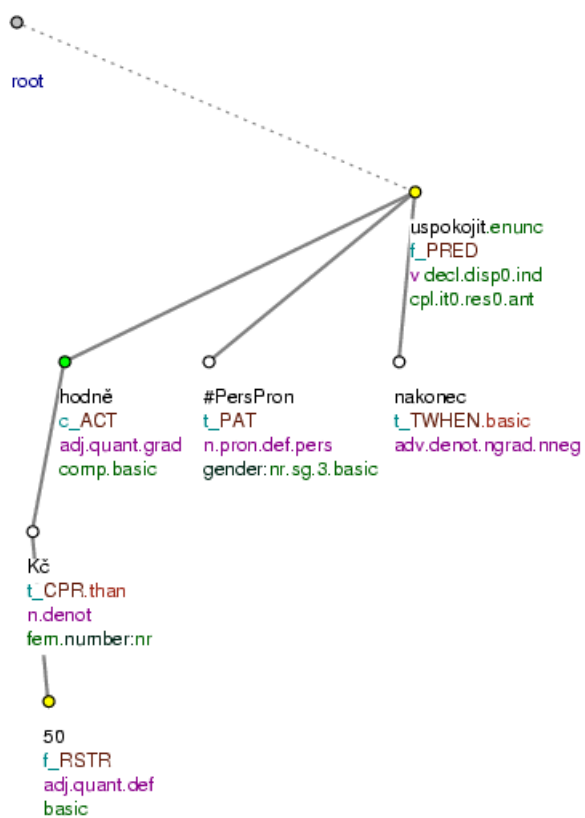 root
uspokojit.enunc
f_PRED
v decl.disp0.ind
cpl.it0.res0.ant
hodně
c_ACT
adj.quant.grad
comp.basic
#PersPron
t_PAT
n.pron.def.pers
gender:nr.sg.3.basic
nakonec
t_TWHEN.basic
adv.denot.ngrad.nneg
Kč
t_CPR.than
n.denot
fem.number:nr
50
f_RSTR
adj.quant.def
basic